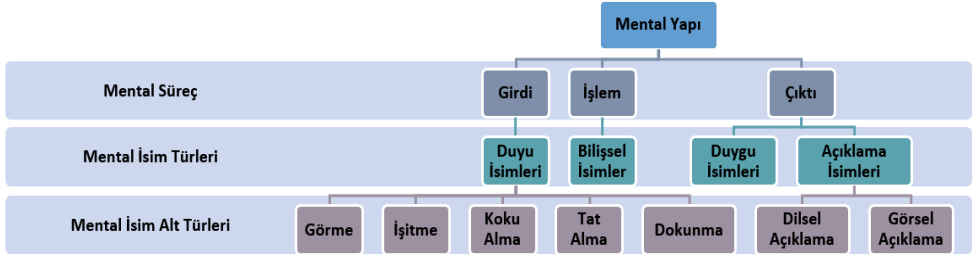 Mental Yapı
Mental Süreç
Girdi
İşlem
Çıktı
Mental İsim Türleri
Duyu
İsimleri
Bilişsel
İsimler
Duygu
İsimleri
Açıklama
İsimleri
Mental İsim Alt Türleri
Görme
İşitme
Koku
Alma
Tat
Alma
Dokunma
Dilsel
Açıklama
Görsel
Açıklama